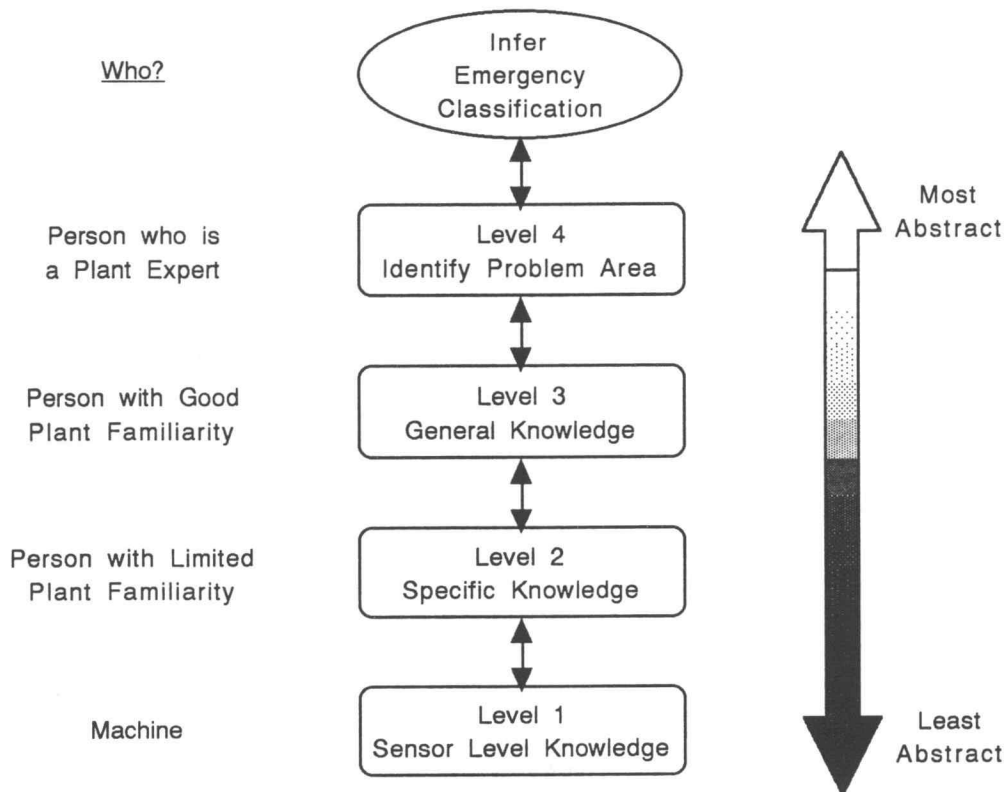 Who?
Infer
Emergency
Classification
Most
Abstract
Person who is
a Plant Expert
Level 4
Identify Problem Area
Person with Good
Plant Familiarity
Level 3
General Knowledge
Person with Limited
Plant Familiarity
Level 2
Specific Knowledge
Machine
Level 1
Sensor Level Knowledge
Least
Abstract